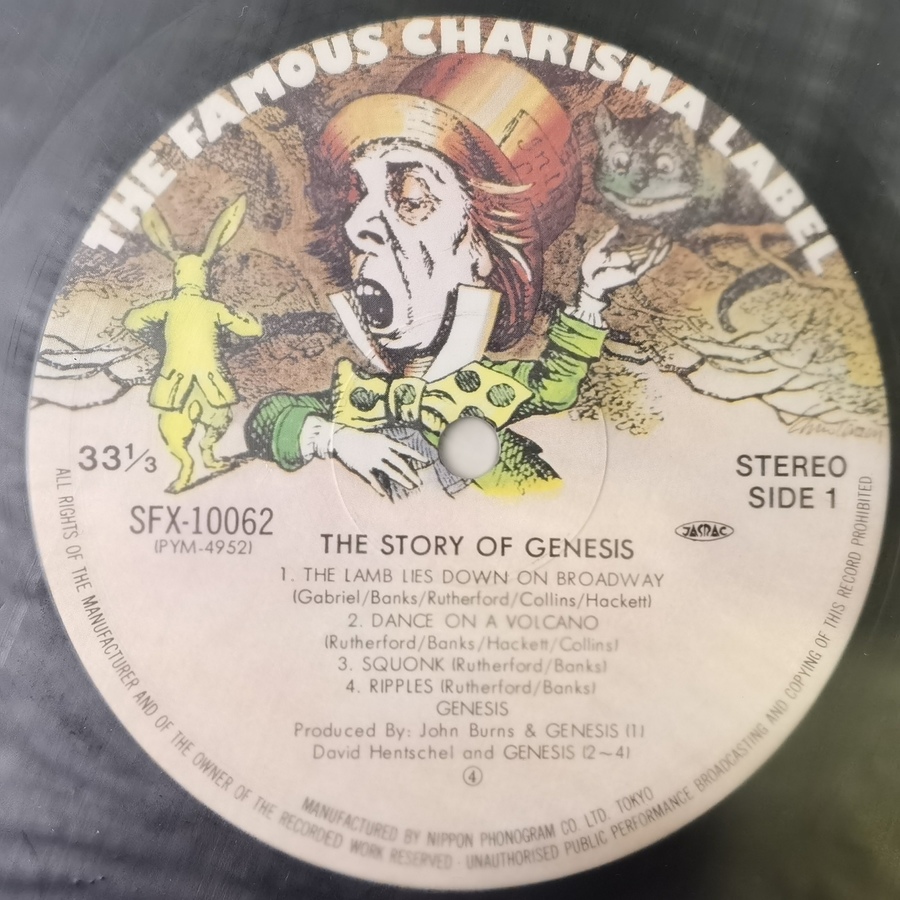 THE FAMOUS CHARISMA LABEL
33⅓
STEREO
SIDE 1
SFX-10062
(PYM-4952)
JASRAC
THE STORY OF GENESIS
1. THE LAMB LIES DOWN ON BROADWAY
(Gabriel/Banks/Rutherford/Collins/Hackett)
2. DANCE ON A VOLCANO
(Rutherford/Banks/Hackett/Collins)
3. SQUONK (Rutherford/Banks)
4. RIPPLES (Rutherford/Banks)
GENESIS
Produced By: John Burns & GENESIS (1)
David Hentschel and GENESIS (2~4)
④
MANUFACTURED BY NIPPON PHONOGRAM CO. LTD. TOKYO
ALL RIGHTS OF THE MANUFACTURER AND OF THE OWNER OF THE RECORDED WORK RESERVED · UNAUTHORISED PUBLIC PERFORMANCE BROADCASTING AND COPYING OF THIS RECORD PROHIBITED